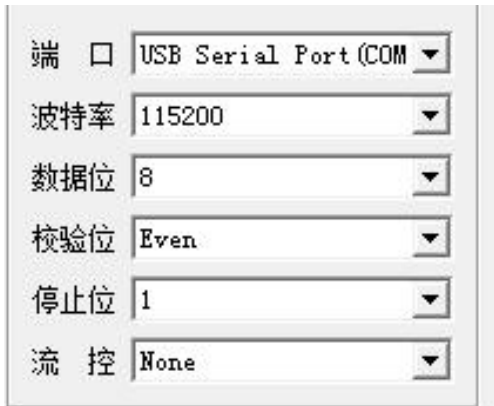 端 口 USB Serial Port(COM
波特率 115200
数据位 8
校验位 Even
停止位 1
流 控 None